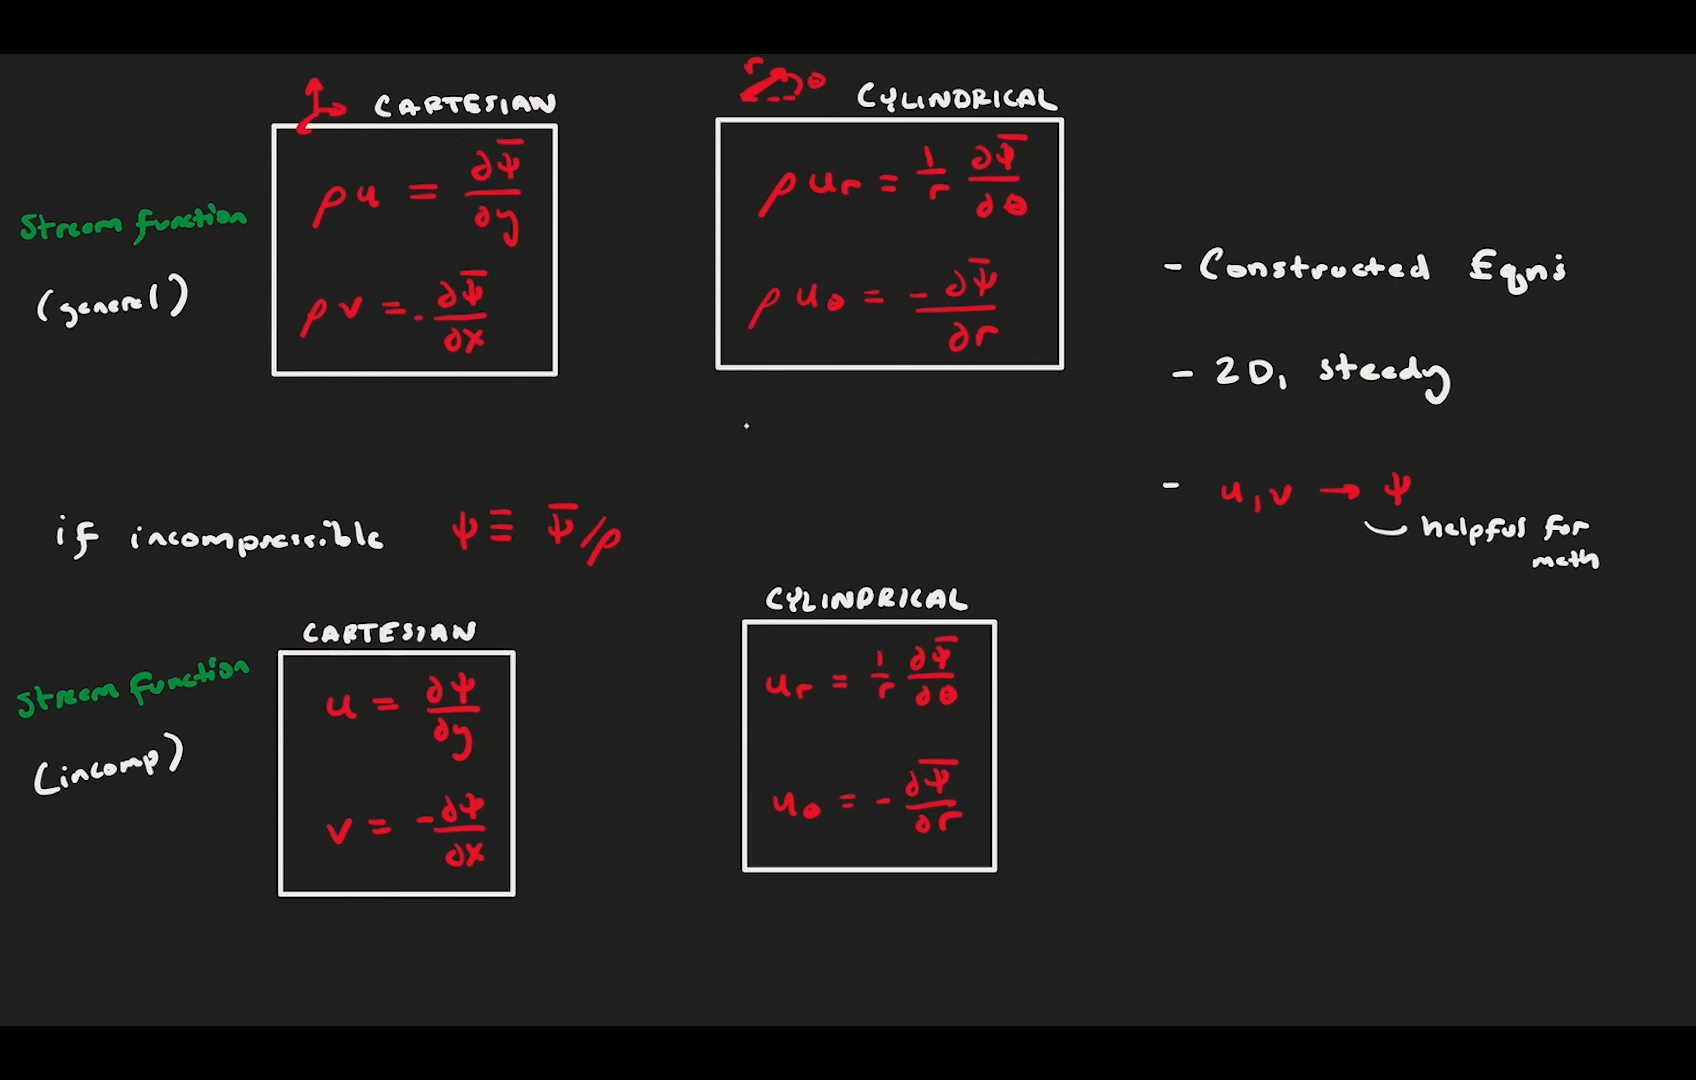 r θ
CARTESIAN
CYLINDRICAL
Stream function
(general)
ρu = ∂Ψ̄/∂y
ρv = -∂Ψ̄/∂x
ρu_r = 1/r ∂Ψ̄/∂θ
ρu_θ = -∂Ψ̄/∂r
- Constructed Eqns
- 2D, steady
- u,v → ψ
helpful for
math
if incompressible ψ ≡ Ψ̄/ρ
Stream function
(incomp)
CARTESIAN
u = ∂ψ/∂y
v = -∂ψ/∂x
CYLINDRICAL
u_r = 1/r ∂Ψ̄/∂θ
u_θ = -∂Ψ̄/∂r